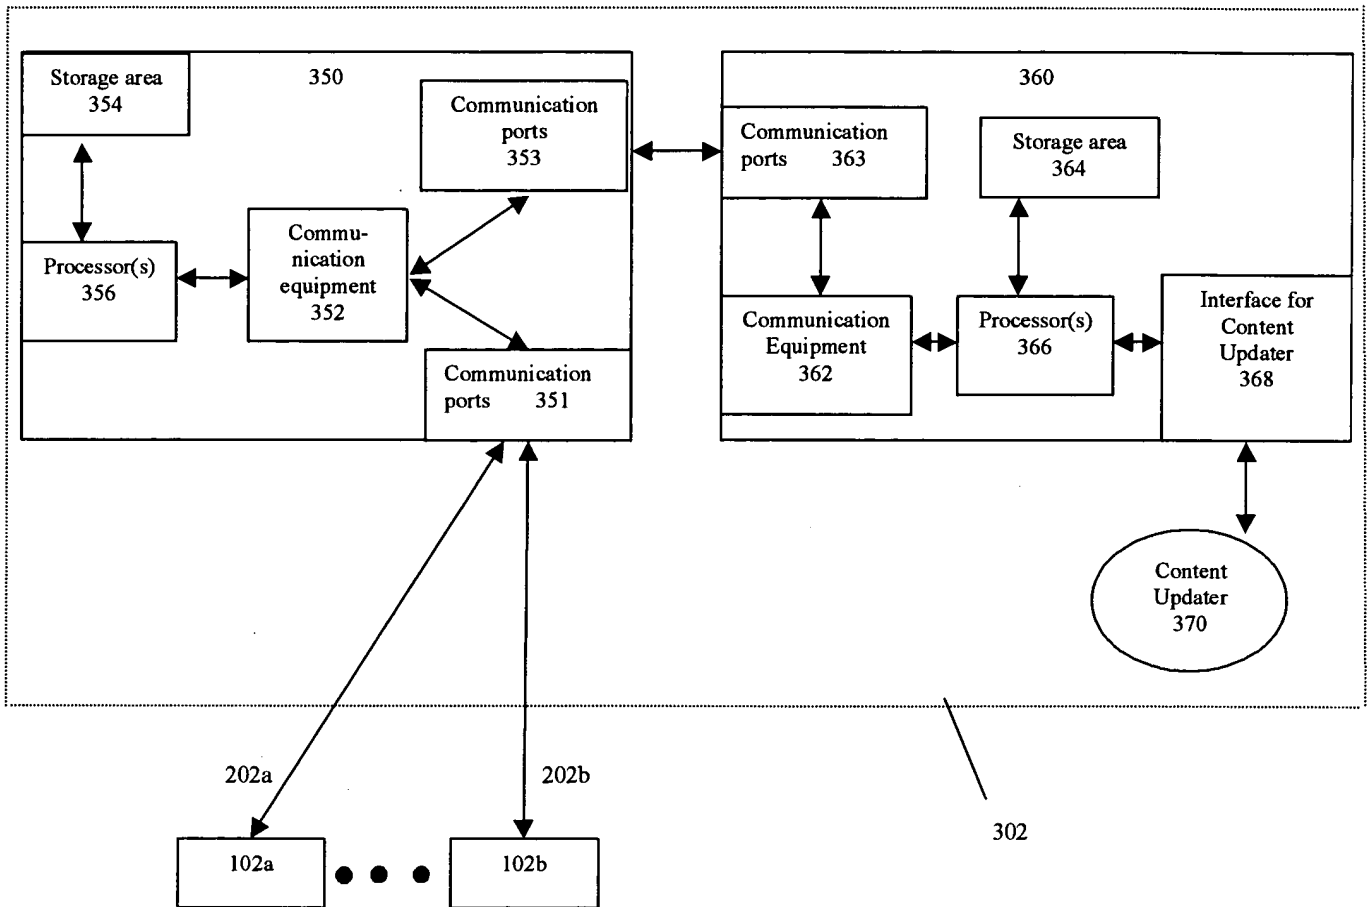 Storage area
354
350
Communication
ports
353
Processor(s)
356
Commu-
nication
equipment
352
Communication
ports 351
360
Communication
ports 363
Storage area
364
Communication
Equipment
362
Processor(s)
366
Interface for
Content
Updater
368
Content
Updater
370
202a
202b
302
102a
102b